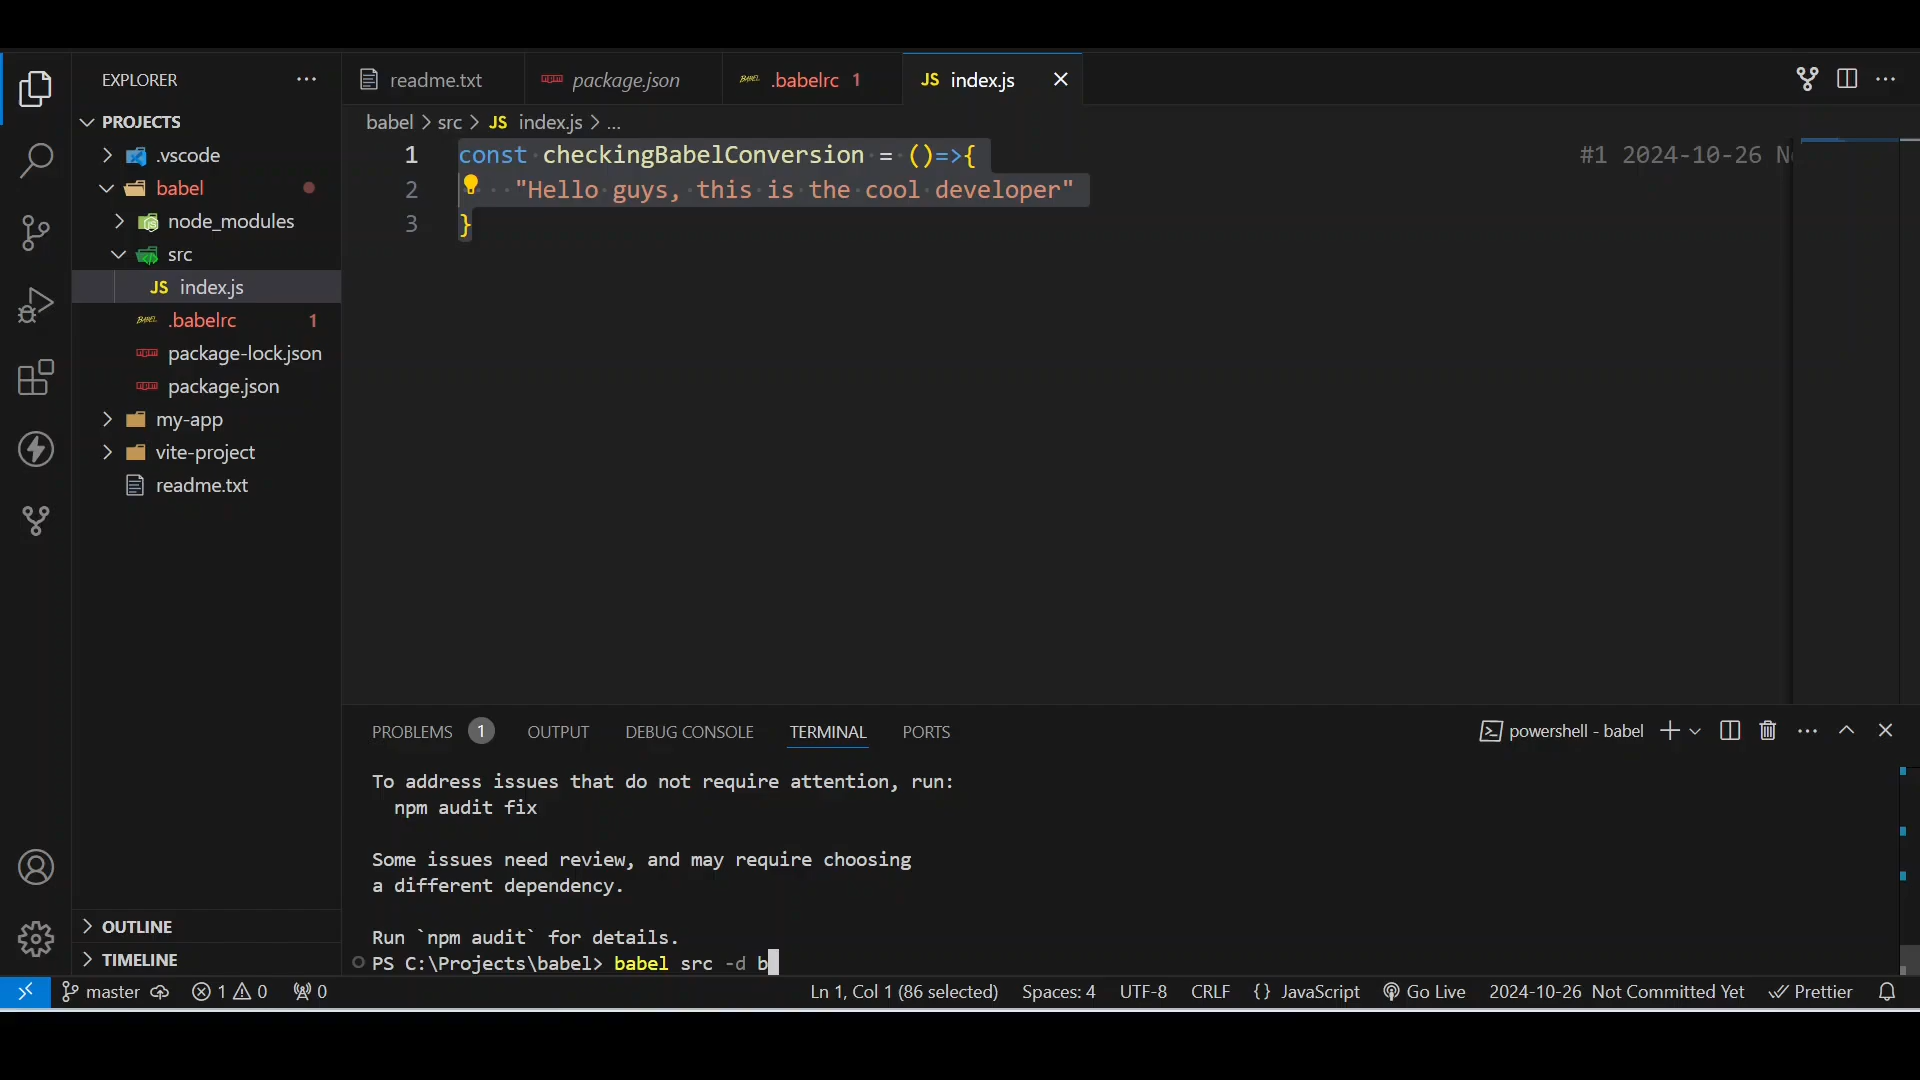 EXPLORER
PROJECTS
.vscode
babel
node_modules
src
JS index.js
BABEL .babelrc 1
package-lock.json
package.json
my-app
vite-project
readme.txt
OUTLINE
TIMELINE
readme.txt
package.json
BABEL .babelrc 1
JS index.js
babel > src > JS index.js > ...
1 const checkingBabelConversion = ()=>{ #1 2024-10-26
2 "Hello guys, this is the cool developer"
3 }
PROBLEMS 1 OUTPUT DEBUG CONSOLE TERMINAL PORTS
powershell - babel
To address issues that do not require attention, run:
npm audit fix
Some issues need review, and may require choosing
a different dependency.
Run `npm audit` for details.
PS C:\Projects\babel> babel src -d b
master 1 0 0 Ln 1, Col 1 (86 selected) Spaces: 4 UTF-8 CRLF {} JavaScript Go Live 2024-10-26 Not Committed Yet Prettier